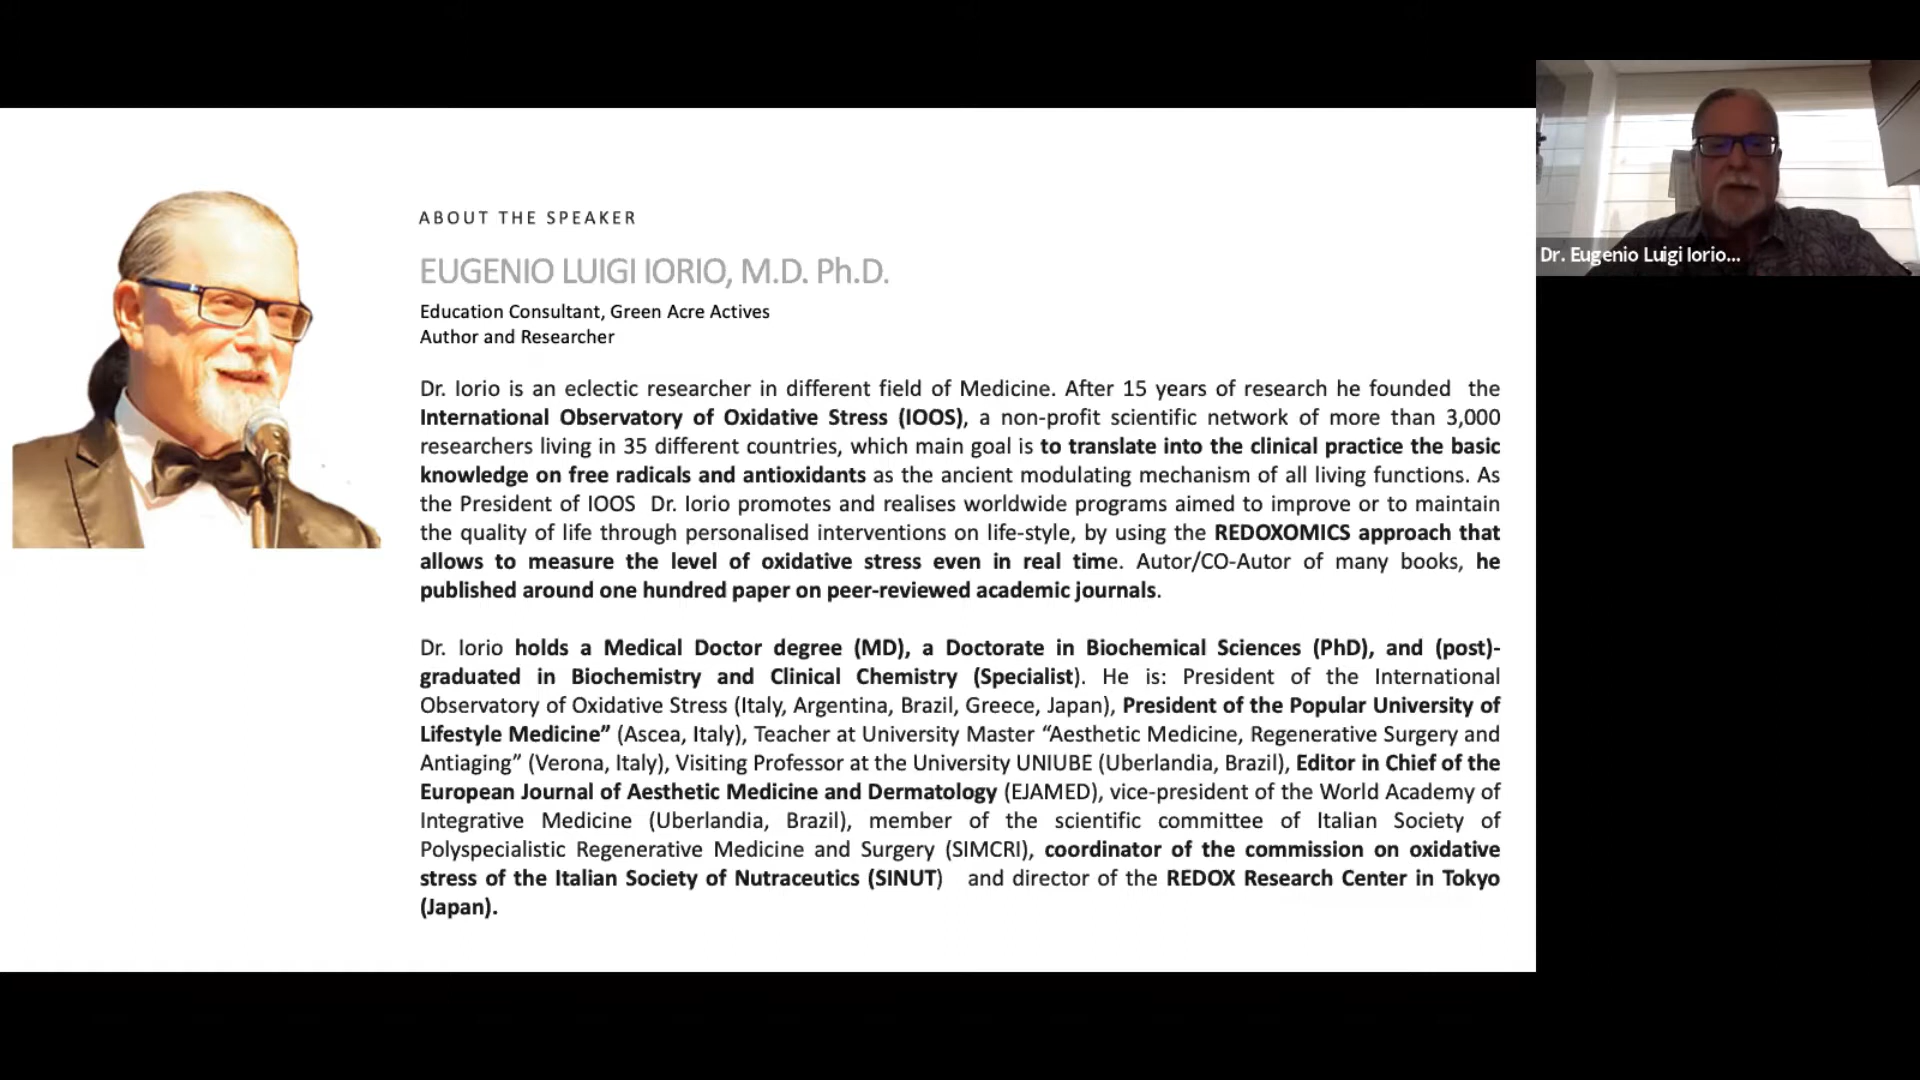 ABOUT THE SPEAKER
EUGENIO LUIGI IORIO, M.D. Ph.D.
Education Consultant, Green Acre Actives
Author and Researcher
Dr. Iorio is an eclectic researcher in different field of Medicine. After 15 years of research he founded the
International Observatory of Oxidative Stress (IOOS), a non-profit scientific network of more than 3,000
researchers living in 35 different countries, which main goal is to translate into the clinical practice the basic
knowledge on free radicals and antioxidants as the ancient modulating mechanism of all living functions. As
the President of IOOS Dr. Iorio promotes and realises worldwide programs aimed to improve or to maintain
the quality of life through personalised interventions on life-style, by using the REDOXOMICS approach that
allows to measure the level of oxidative stress even in real time. Autor/CO-Autor of many books, he
published around one hundred paper on peer-reviewed academic journals.
Dr. Iorio holds a Medical Doctor degree (MD), a Doctorate in Biochemical Sciences (PhD), and (post)-
graduated in Biochemistry and Clinical Chemistry (Specialist). He is: President of the International
Observatory of Oxidative Stress (Italy, Argentina, Brazil, Greece, Japan), President of the Popular University of
Lifestyle Medicine” (Ascea, Italy), Teacher at University Master “Aesthetic Medicine, Regenerative Surgery and
Antiaging” (Verona, Italy), Visiting Professor at the University UNIUBE (Uberlandia, Brazil), Editor in Chief of the
European Journal of Aesthetic Medicine and Dermatology (EJAMED), vice-president of the World Academy of
Integrative Medicine (Uberlandia, Brazil), member of the scientific committee of Italian Society of
Polyspecialistic Regenerative Medicine and Surgery (SIMCRI), coordinator of the commission on oxidative
stress of the Italian Society of Nutraceutics (SINUT) and director of the REDOX Research Center in Tokyo
(Japan).
Dr. Eugenio Luigi Iorio...